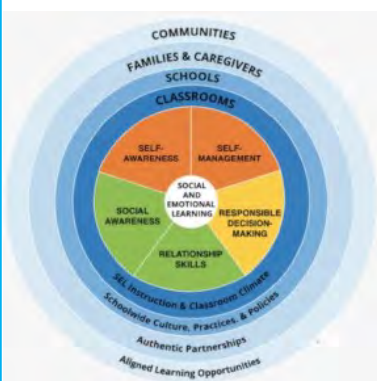 COMMUNITIES
FAMILIES & CAREGIVERS
SCHOOLS
CLASSROOMS
SELF-
AWARENESS
SELF-
MANAGEMENT
SOCIAL
AND
EMOTIONAL
LEARNING
SOCIAL
AWARENESS
RESPONSIBLE
DECISION-
MAKING
RELATIONSHIP
SKILLS
SEL Instruction & Classroom Climate
Schoolwide Culture, Practices, & Policies
Authentic Partnerships
Aligned Learning Opportunities